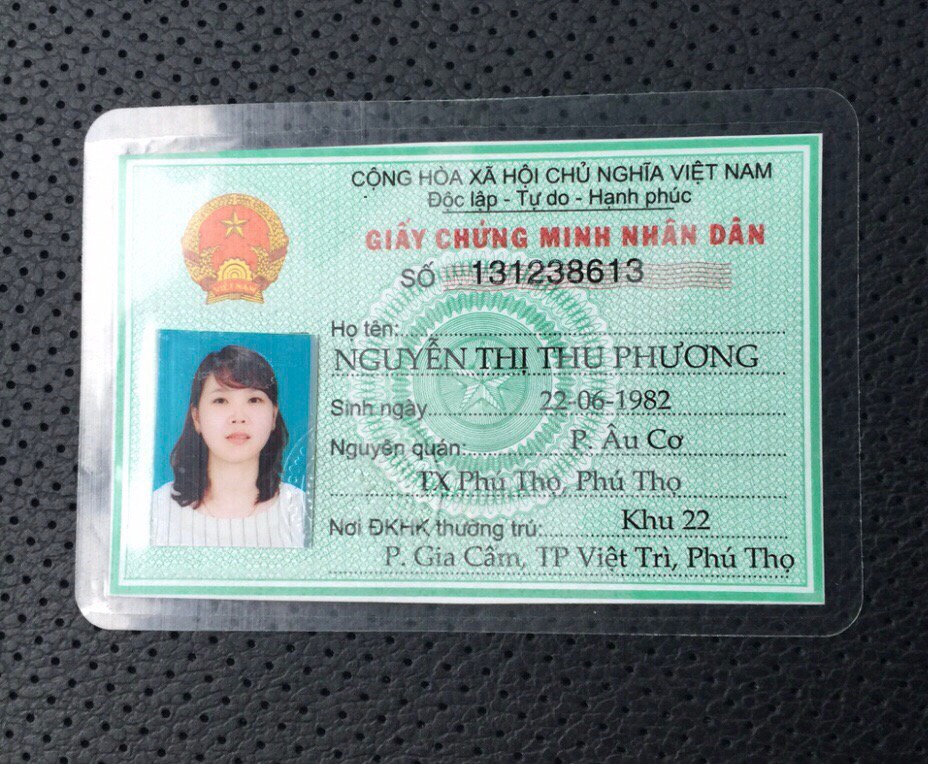 CỘNG HÒA XÃ HỘI CHỦ NGHĨA VIỆT NAM
Độc lập - Tự do - Hạnh phúc
GIẤY CHỨNG MINH NHÂN DÂN
SỐ 131238613
Họ tên:
NGUYỄN THỊ THU PHƯƠNG
Sinh ngày 22-06-1982
Nguyên quán: P. Âu Cơ
TX Phú Thọ, Phú Thọ
Nơi ĐKHK thường trú: Khu 22
P. Gia Cẩm, TP Việt Trì, Phú Thọ
VIỆT NAM